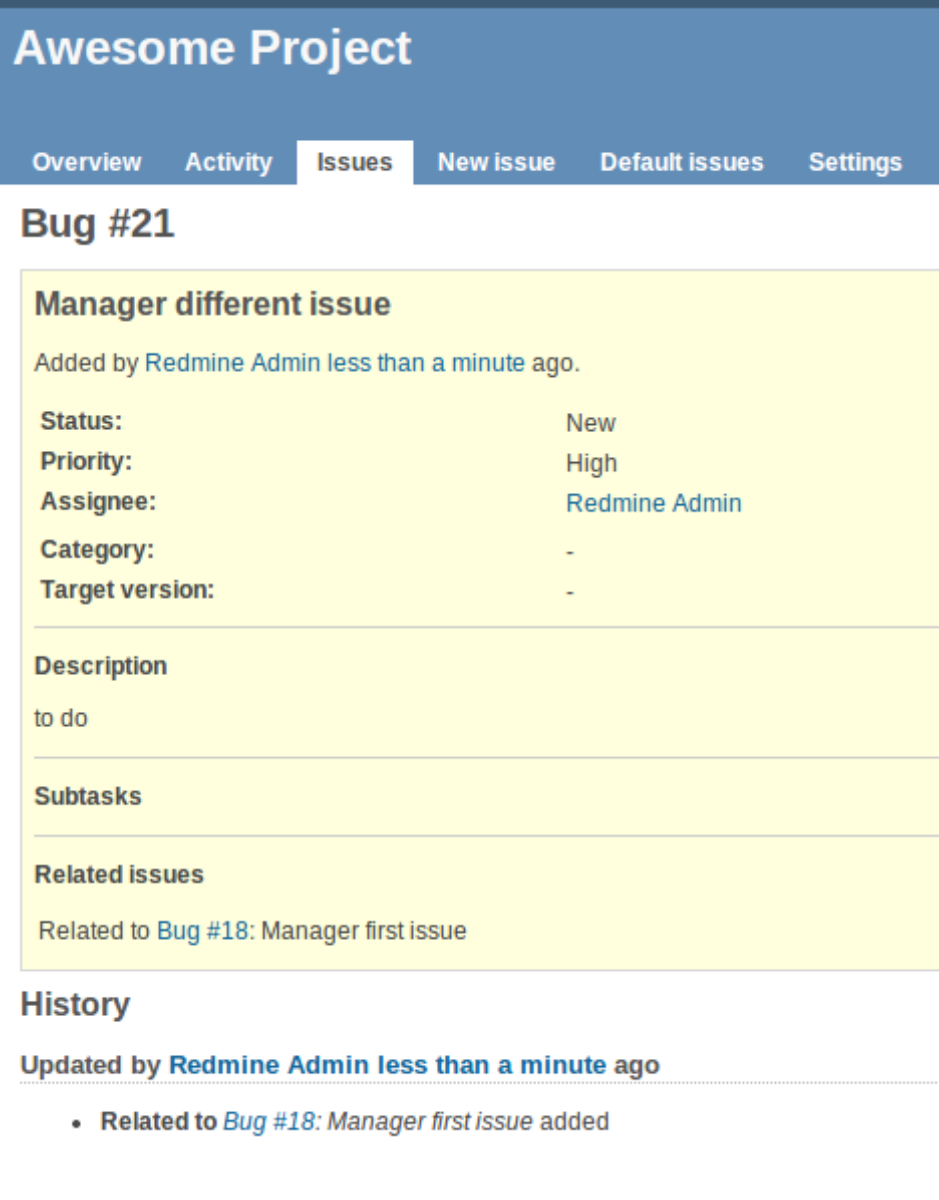 Awesome Project
Overview Activity Issues New issue Default issues Settings
Bug #21
Manager different issue
Added by Redmine Admin less than a minute ago.
Status: New
Priority: High
Assignee: Redmine Admin
Category: -
Target version: -
Description
to do
Subtasks
Related issues
Related to Bug #18: Manager first issue
History
Updated by Redmine Admin less than a minute ago
• Related to Bug #18: Manager first issue added